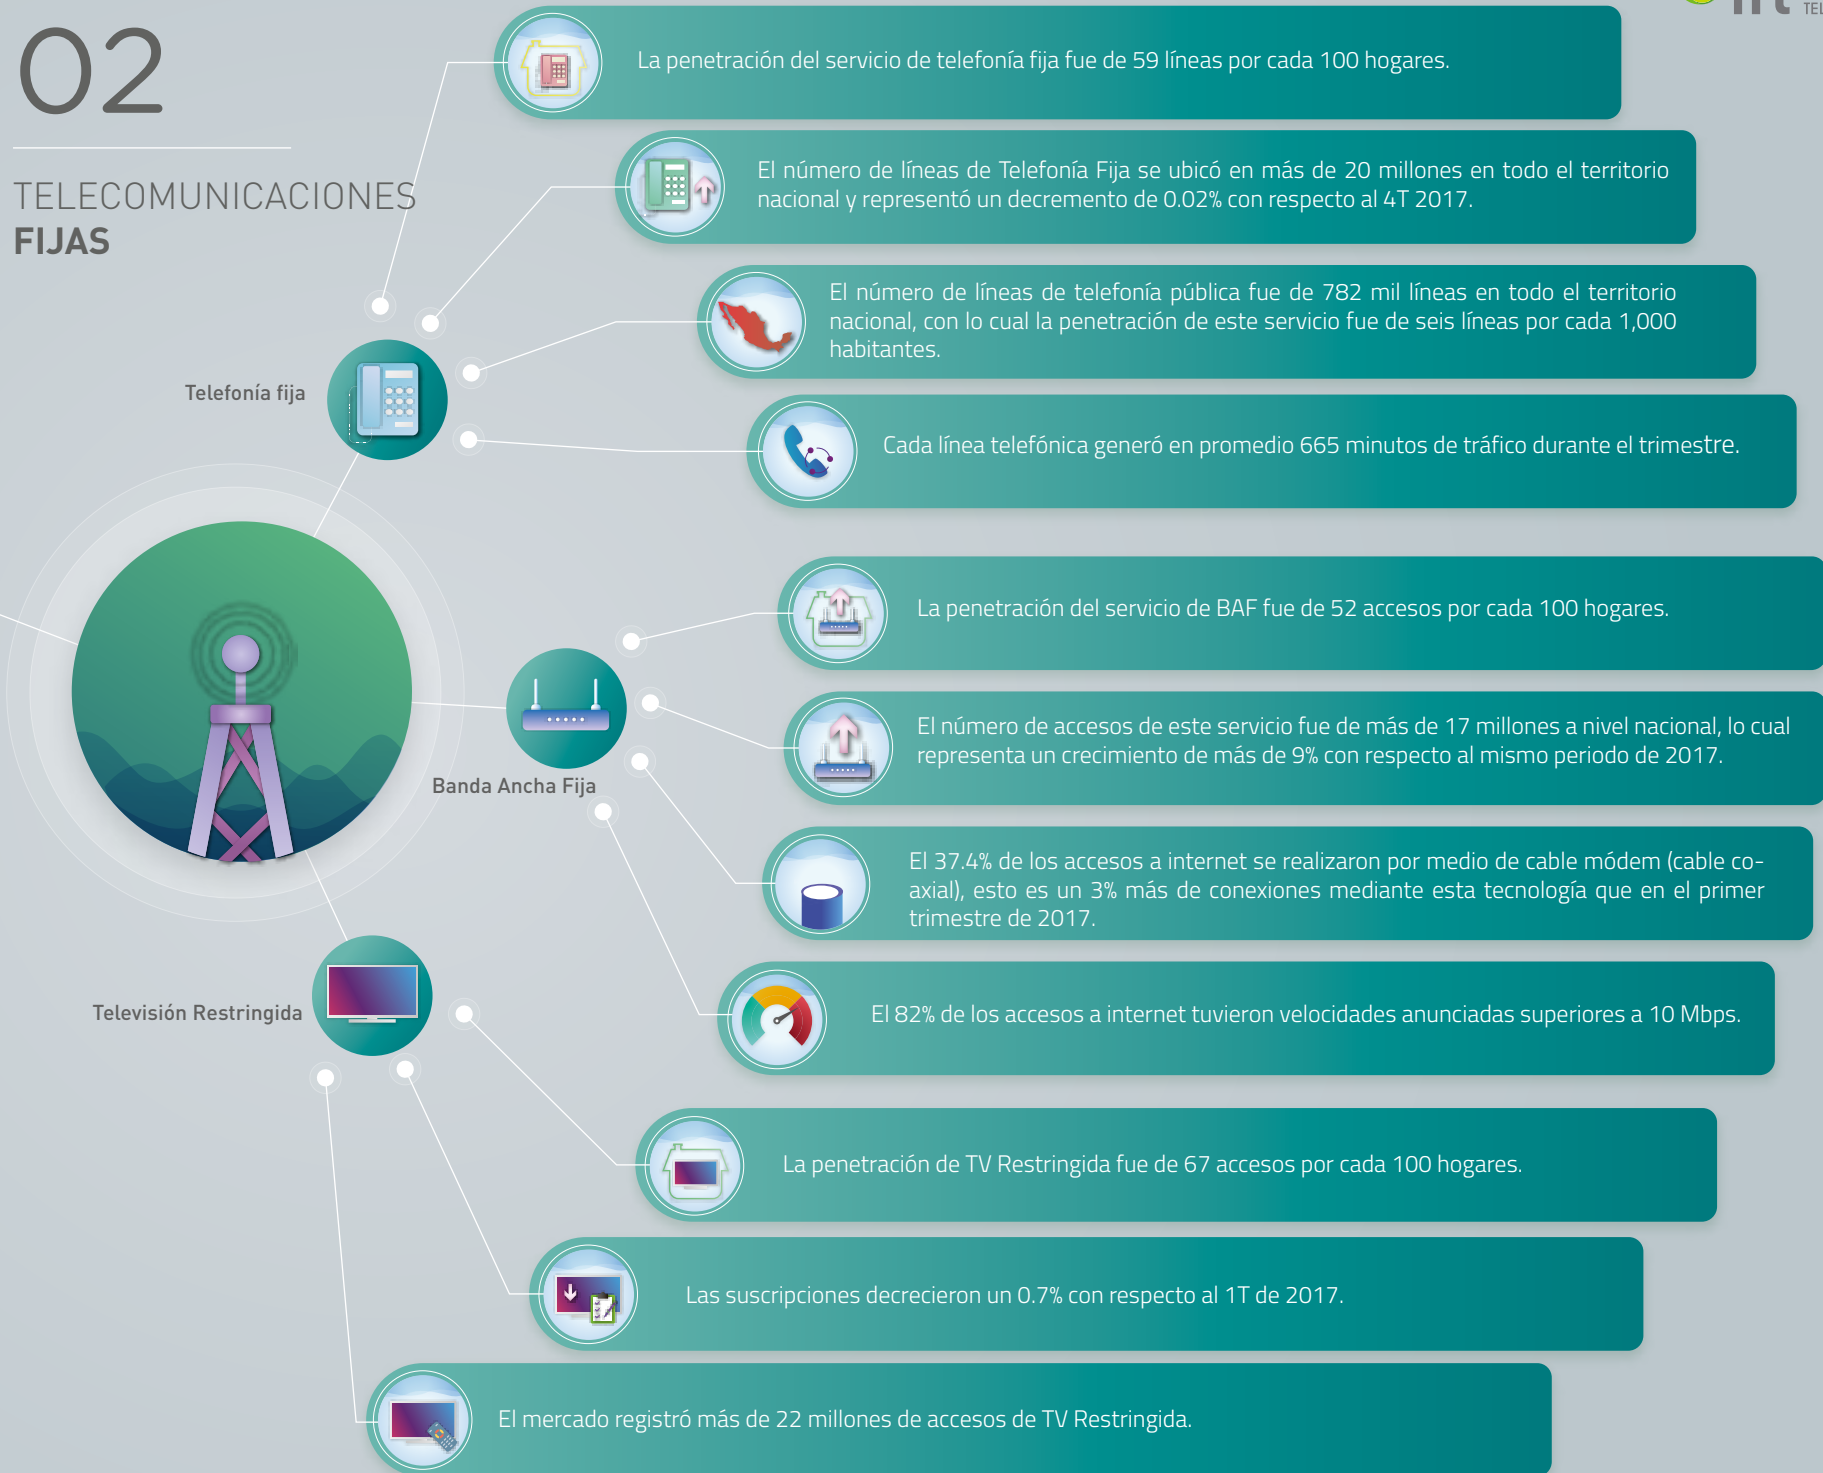 02
TELECOMUNICACIONES
FIJAS
La penetración del servicio de telefonía fija fue de 59 líneas por cada 100 hogares.
El número de líneas de Telefonía Fija se ubicó en más de 20 millones en todo el territorio
nacional y representó un decremento de 0.02% con respecto al 4T 2017.
El número de líneas de telefonía pública fue de 782 mil líneas en todo el territorio
nacional, con lo cual la penetración de este servicio fue de seis líneas por cada 1,000
habitantes.
Telefonía fija
Cada línea telefónica generó en promedio 665 minutos de tráfico durante el trimestre.
La penetración del servicio de BAF fue de 52 accesos por cada 100 hogares.
El número de accesos de este servicio fue de más de 17 millones a nivel nacional, lo cual
representa un crecimiento de más de 9% con respecto al mismo periodo de 2017.
Banda Ancha Fija
El 37.4% de los accesos a internet se realizaron por medio de cable módem (cable co-
axial), esto es un 3% más de conexiones mediante esta tecnología que en el primer
trimestre de 2017.
El 82% de los accesos a internet tuvieron velocidades anunciadas superiores a 10 Mbps.
Televisión Restringida
La penetración de TV Restringida fue de 67 accesos por cada 100 hogares.
Las suscripciones decrecieron un 0.7% con respecto al 1T de 2017.
El mercado registró más de 22 millones de accesos de TV Restringida.